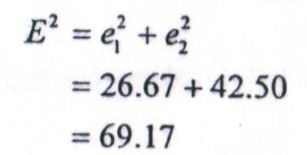 E² = e₁² + e₂²
= 26.67 + 42.50
= 69.17